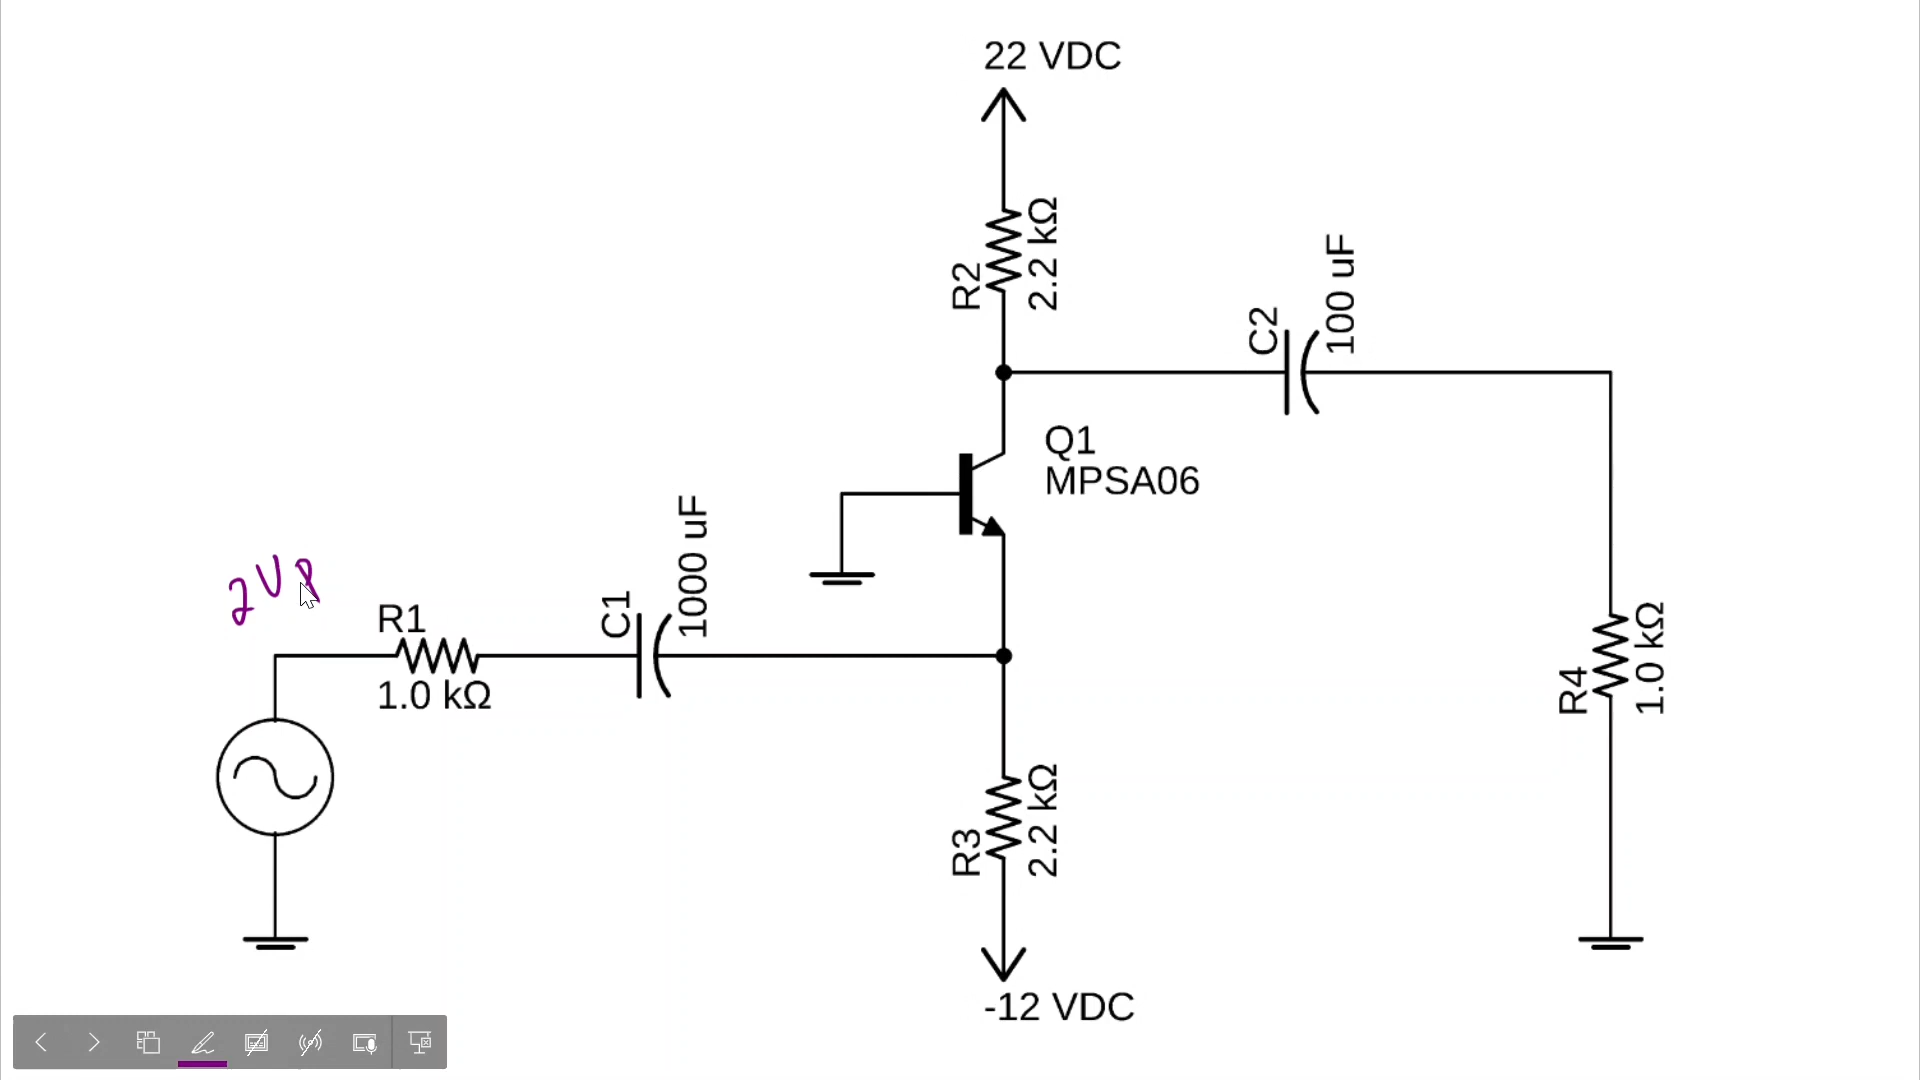 22 VDC
R2
2.2 kΩ
C2
100 uF
Q1
MPSA06
C1
1000 uF
2VP
R1
1.0 kΩ
R4
1.0 kΩ
R3
2.2 kΩ
-12 VDC